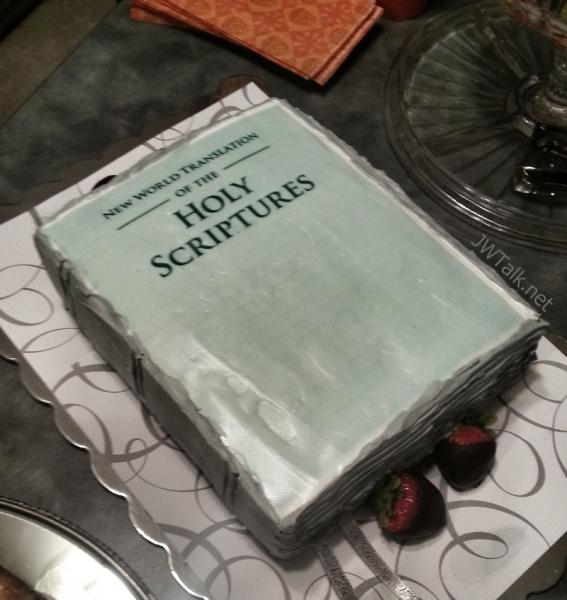 NEW WORLD TRANSLATION
OF THE
HOLY
SCRIPTURES
JWTalk.net